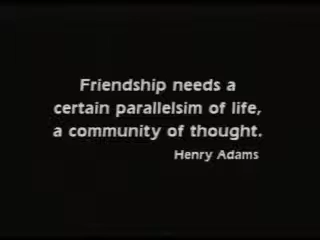 Friendship needs a
certain parallelsim of life,
a community of thought.
Henry Adams